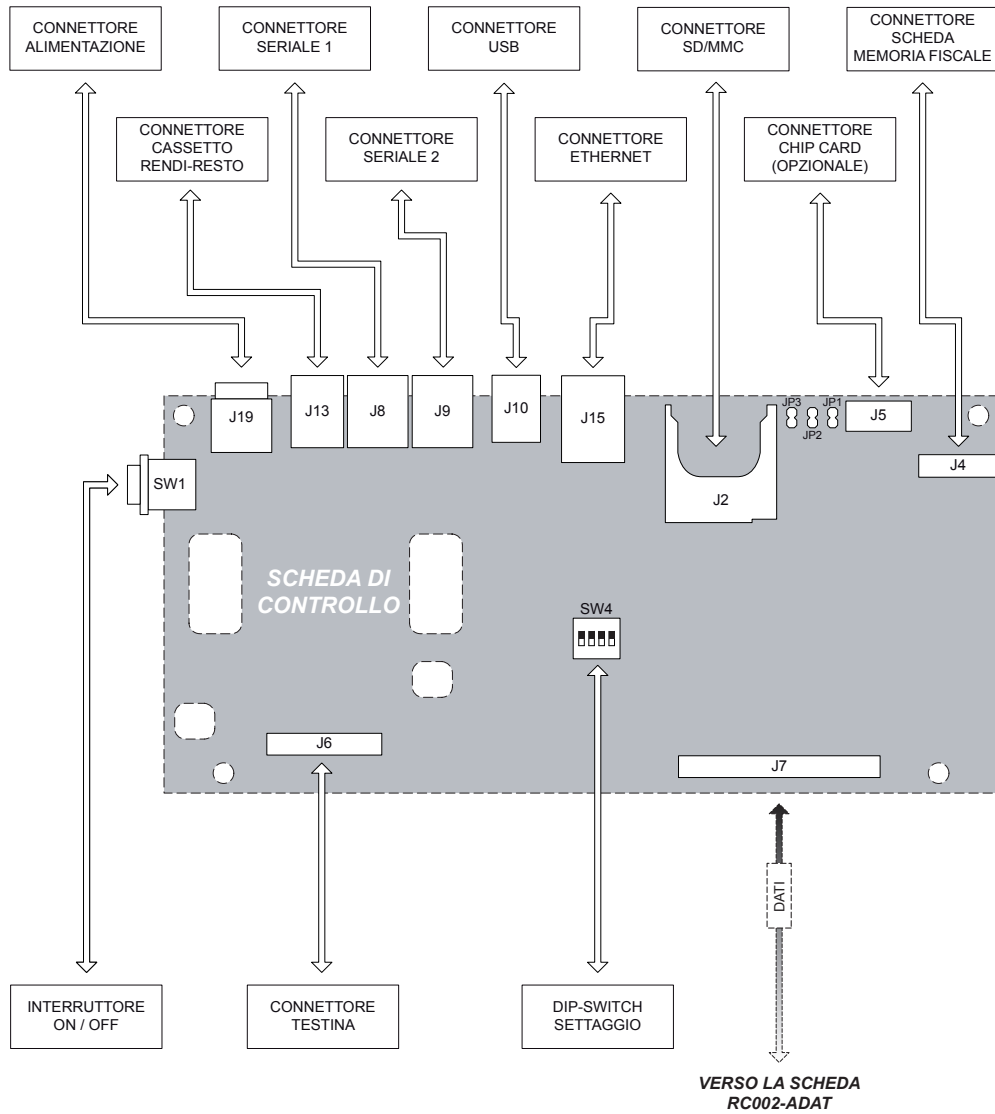 CONNETTORE
ALIMENTAZIONE
CONNETTORE
SERIALE 1
CONNETTORE
USB
CONNETTORE
SD/MMC
CONNETTORE
SCHEDA
MEMORIA FISCALE
CONNETTORE
CASSETTO
RENDI-RESTO
CONNETTORE
SERIALE 2
CONNETTORE
ETHERNET
CONNETTORE
CHIP CARD
(OPZIONALE)
J19
J13
J8
J9
J10
J15
J2
JP3
JP2
JP1
J5
J4
SW1
SCHEDA DI
CONTROLLO
SW4
J6
J7
DATI
INTERRUTTORE
ON / OFF
CONNETTORE
TESTINA
DIP-SWITCH
SETTAGGIO
VERSO LA SCHEDA
RC002-ADAT